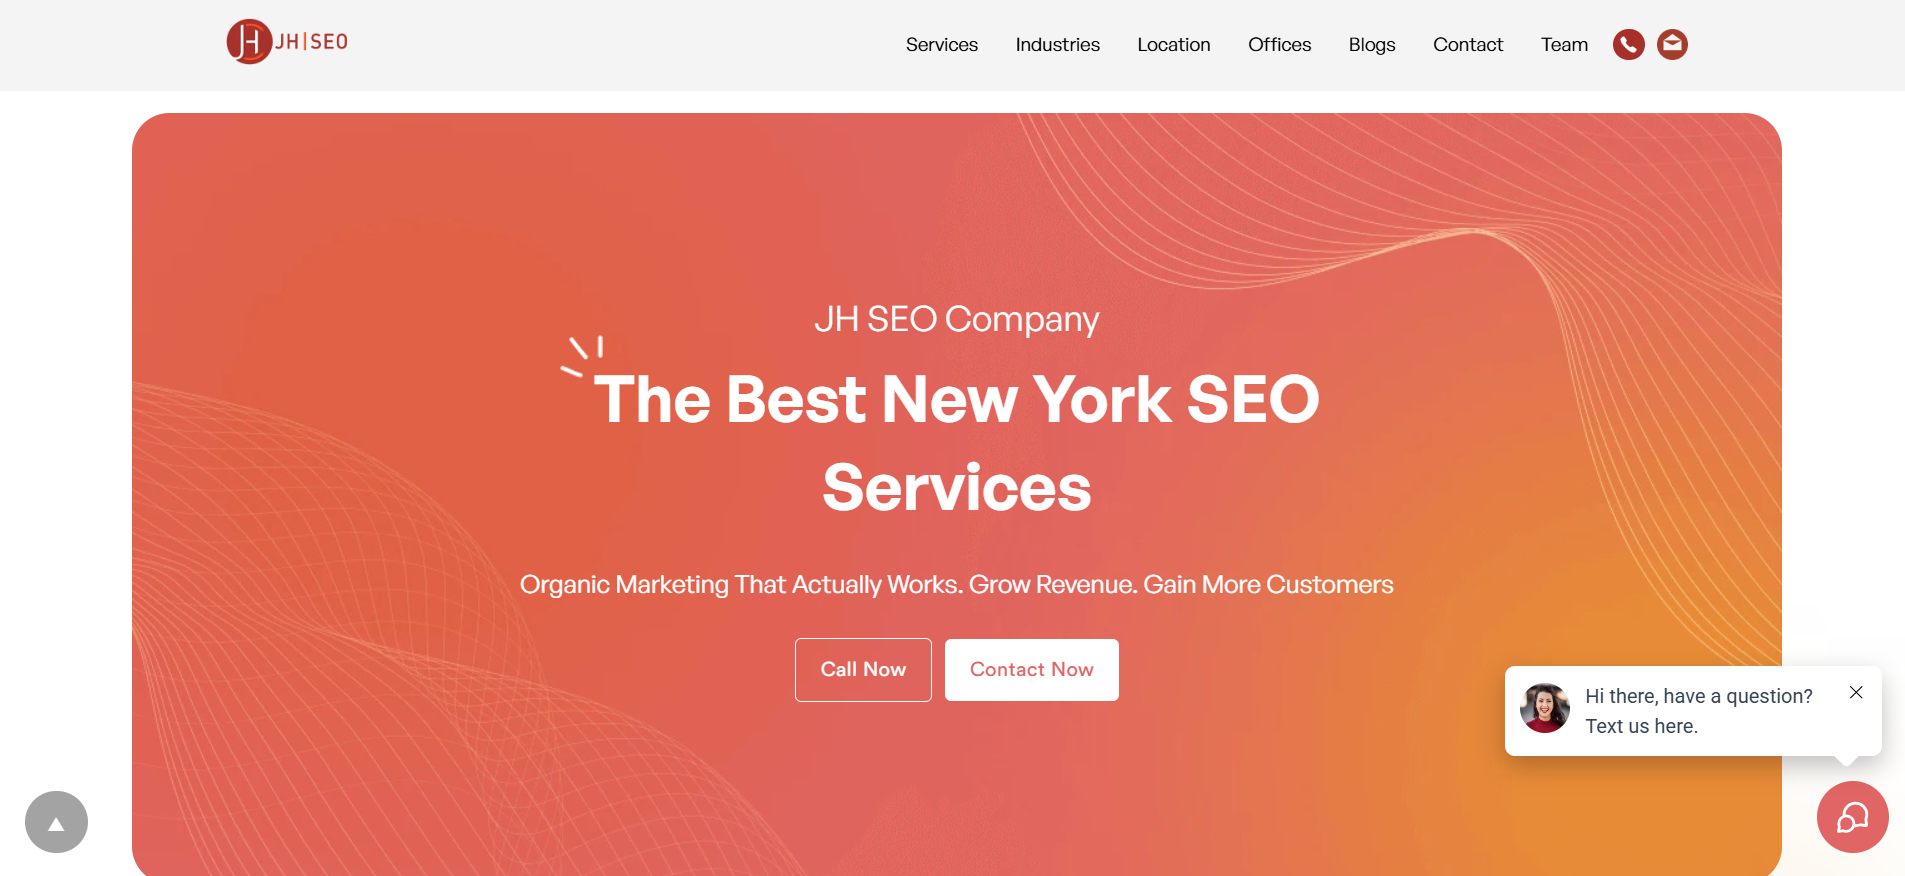 JH JH|SEO
Services Industries Location Offices Blogs Contact Team
JH SEO Company
The Best New York SEO
Services
Organic Marketing That Actually Works. Grow Revenue. Gain More Customers
Call Now Contact Now
Hi there, have a question?
Text us here.